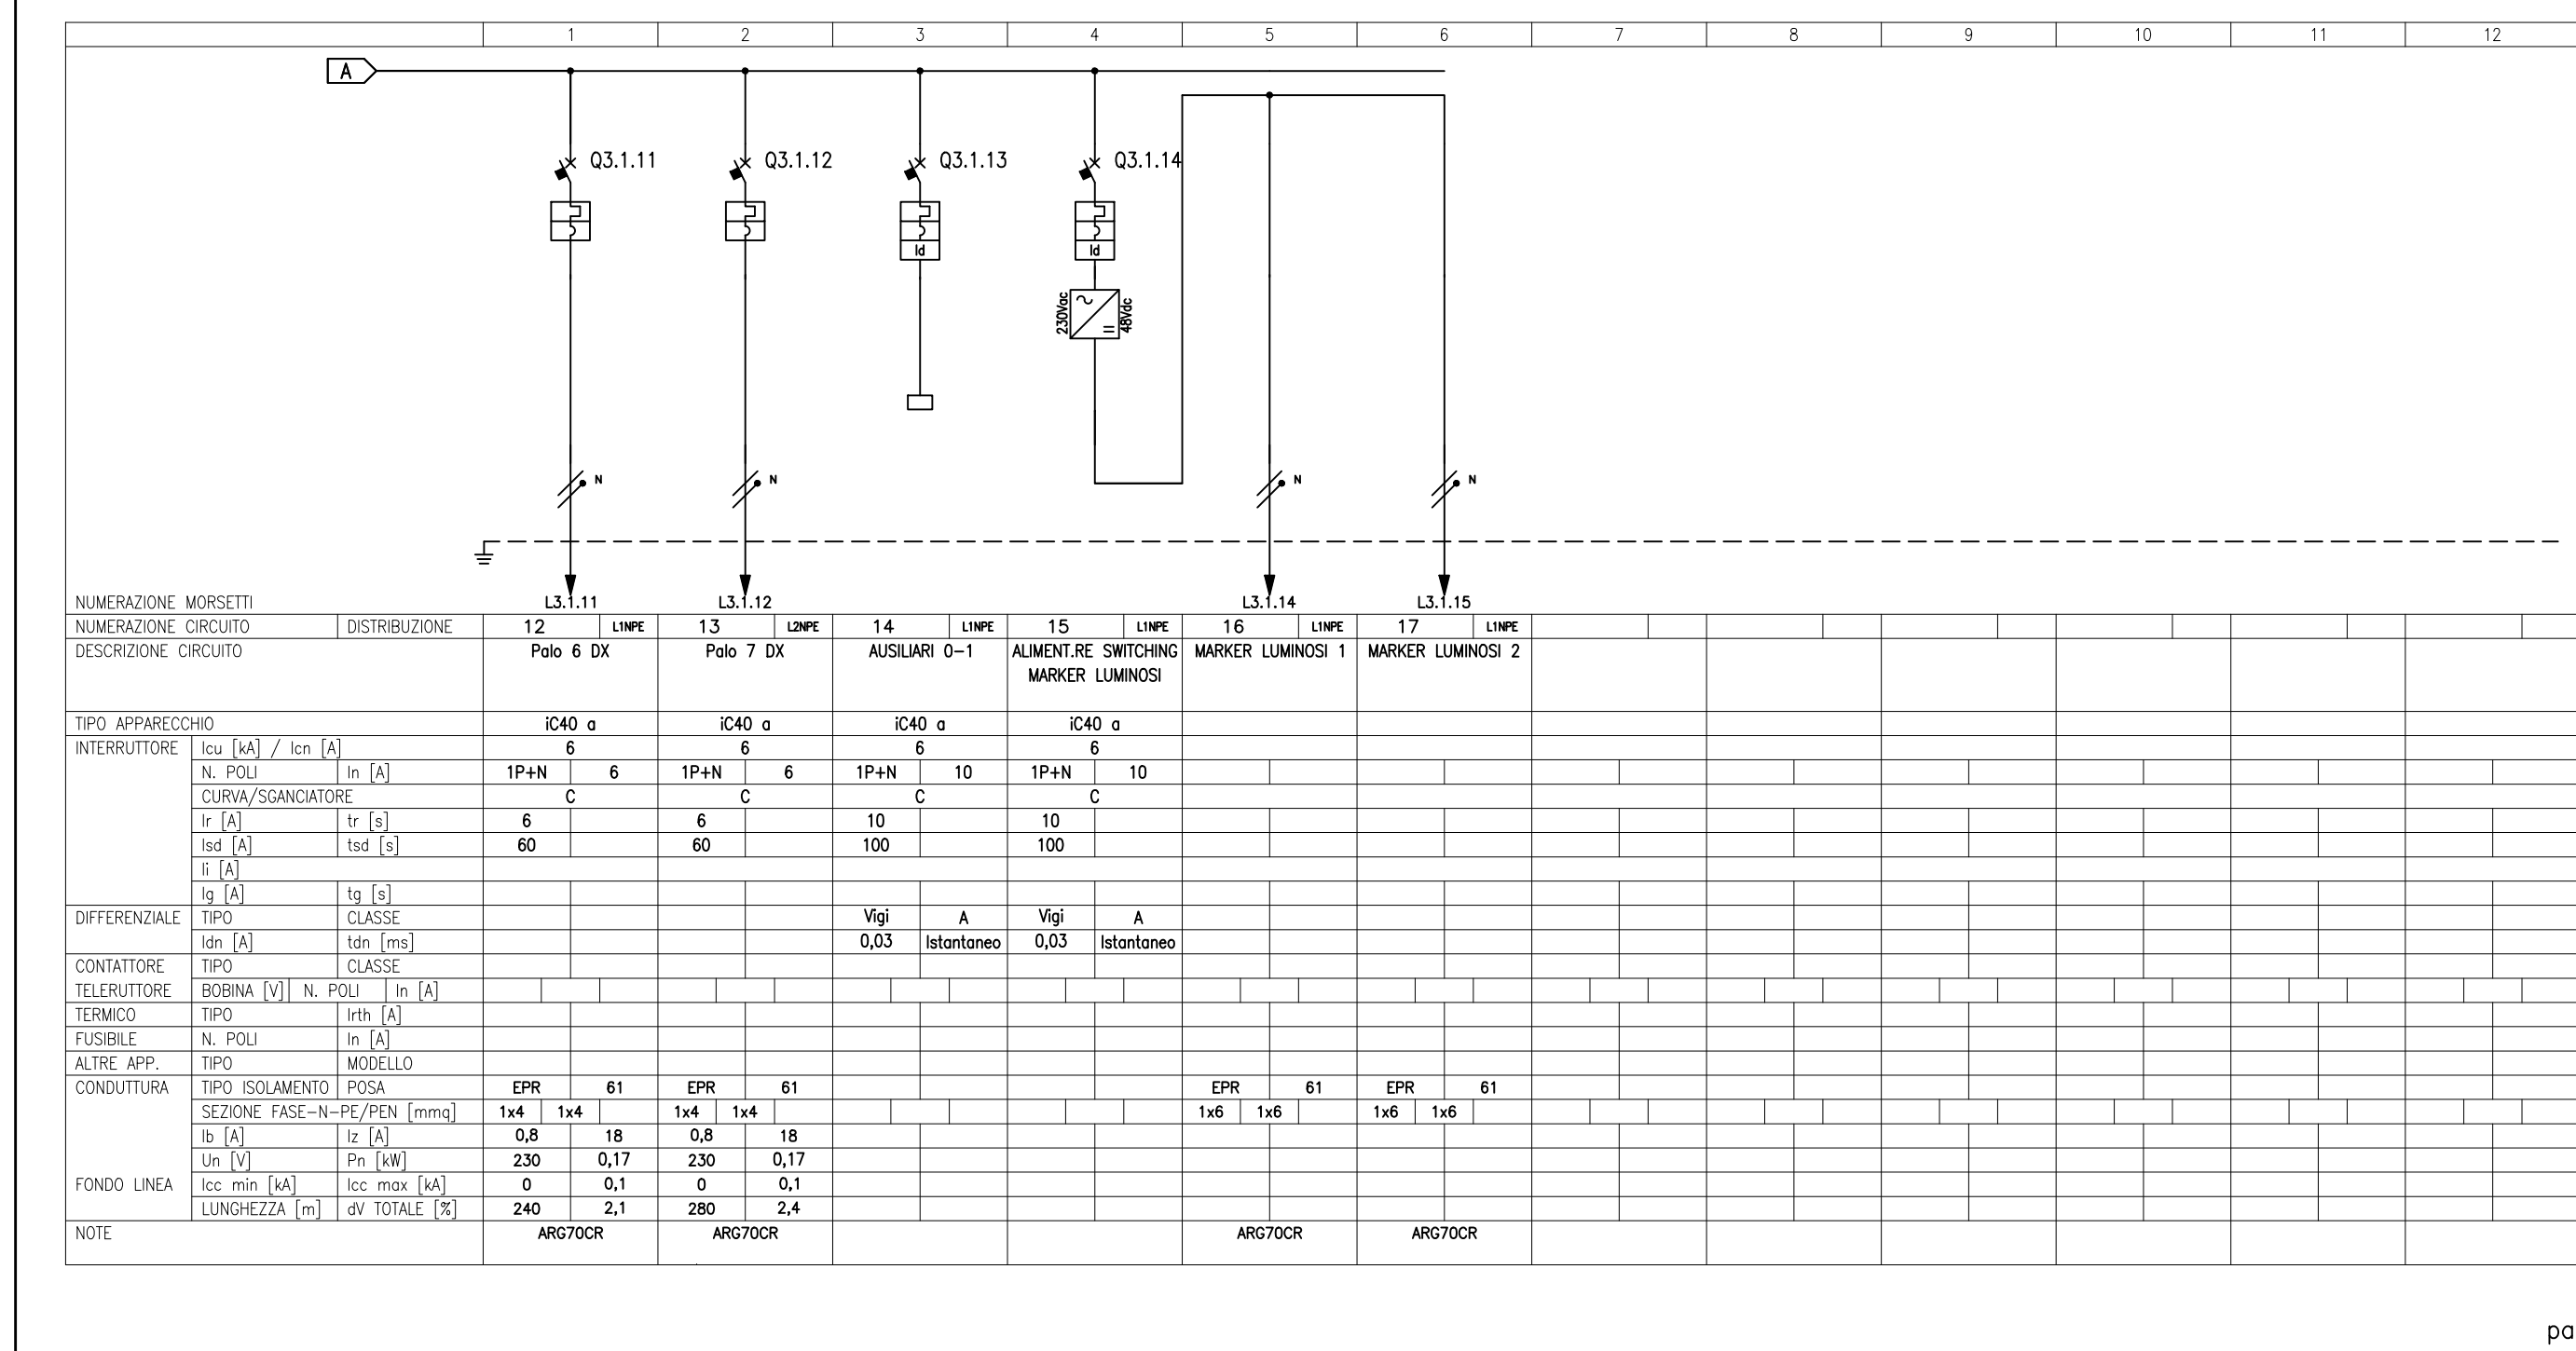 1 2 3 4 5 6 7 8 9 10 11 12
A
Q3.1.11 Q3.1.12 Q3.1.13 Q3.1.14
Id Id
230Vac 48Vdc
N N N N
NUMERAZIONE MORSETTI L3.1.11 L3.1.12 L3.1.14 L3.1.15
NUMERAZIONE CIRCUITO DISTRIBUZIONE 12 L1NPE 13 L2NPE 14 L1NPE 15 L1NPE 16 L1NPE 17 L1NPE
DESCRIZIONE CIRCUITO Palo 6 DX Palo 7 DX AUSILIARI 0-1 ALIMENT.RE SWITCHING MARKER LUMINOSI 1 MARKER LUMINOSI 2
MARKER LUMINOSI
TIPO APPARECCHIO iC40 a iC40 a iC40 a iC40 a
INTERRUTTORE Icu [kA] / Icn [A] 6 6 6 6
N. POLI In [A] 1P+N 6 1P+N 6 1P+N 10 1P+N 10
CURVA/SGANCIATORE C C C C
Ir [A] tr [s] 6 6 10 10
Isd [A] tsd [s] 60 60 100 100
Ii [A]
Ig [A] tg [s]
DIFFERENZIALE TIPO CLASSE Vigi A Vigi A
Idn [A] tdn [ms] 0,03 Istantaneo 0,03 Istantaneo
CONTATTORE TIPO CLASSE
TELERUTTORE BOBINA [V] N. POLI In [A]
TERMICO TIPO Irth [A]
FUSIBILE N. POLI In [A]
ALTRE APP. TIPO MODELLO
CONDUTTURA TIPO ISOLAMENTO POSA EPR 61 EPR 61 EPR 61 EPR 61
SEZIONE FASE-N-PE/PEN [mmq] 1x4 1x4 1x4 1x4 1x6 1x6 1x6 1x6
Ib [A] Iz [A] 0,8 18 0,8 18
Un [V] Pn [kW] 230 0,17 230 0,17
FONDO LINEA Icc min [kA] Icc max [kA] 0 0,1 0 0,1
LUNGHEZZA [m] dV TOTALE [%] 240 2,1 280 2,4
NOTE ARG7OCR ARG7OCR ARG7OCR ARG7OCR
pa